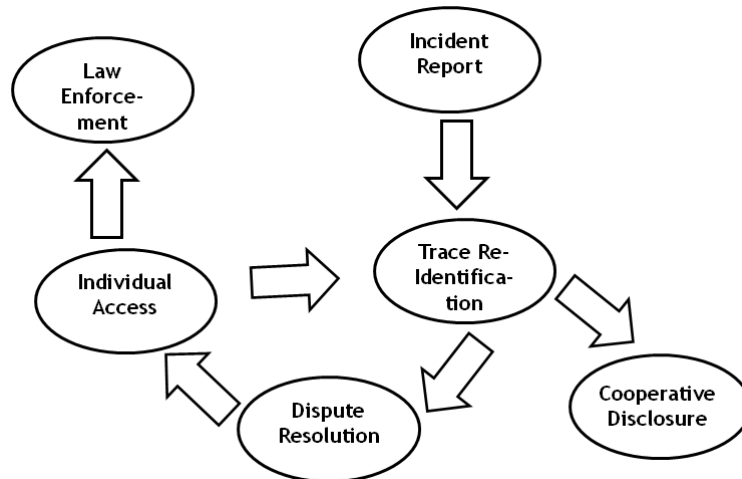 Incident
Report
Law
Enforce-
ment
Trace Re-
Identifica-
tion
Individual
Access
Cooperative
Disclosure
Dispute
Resolution